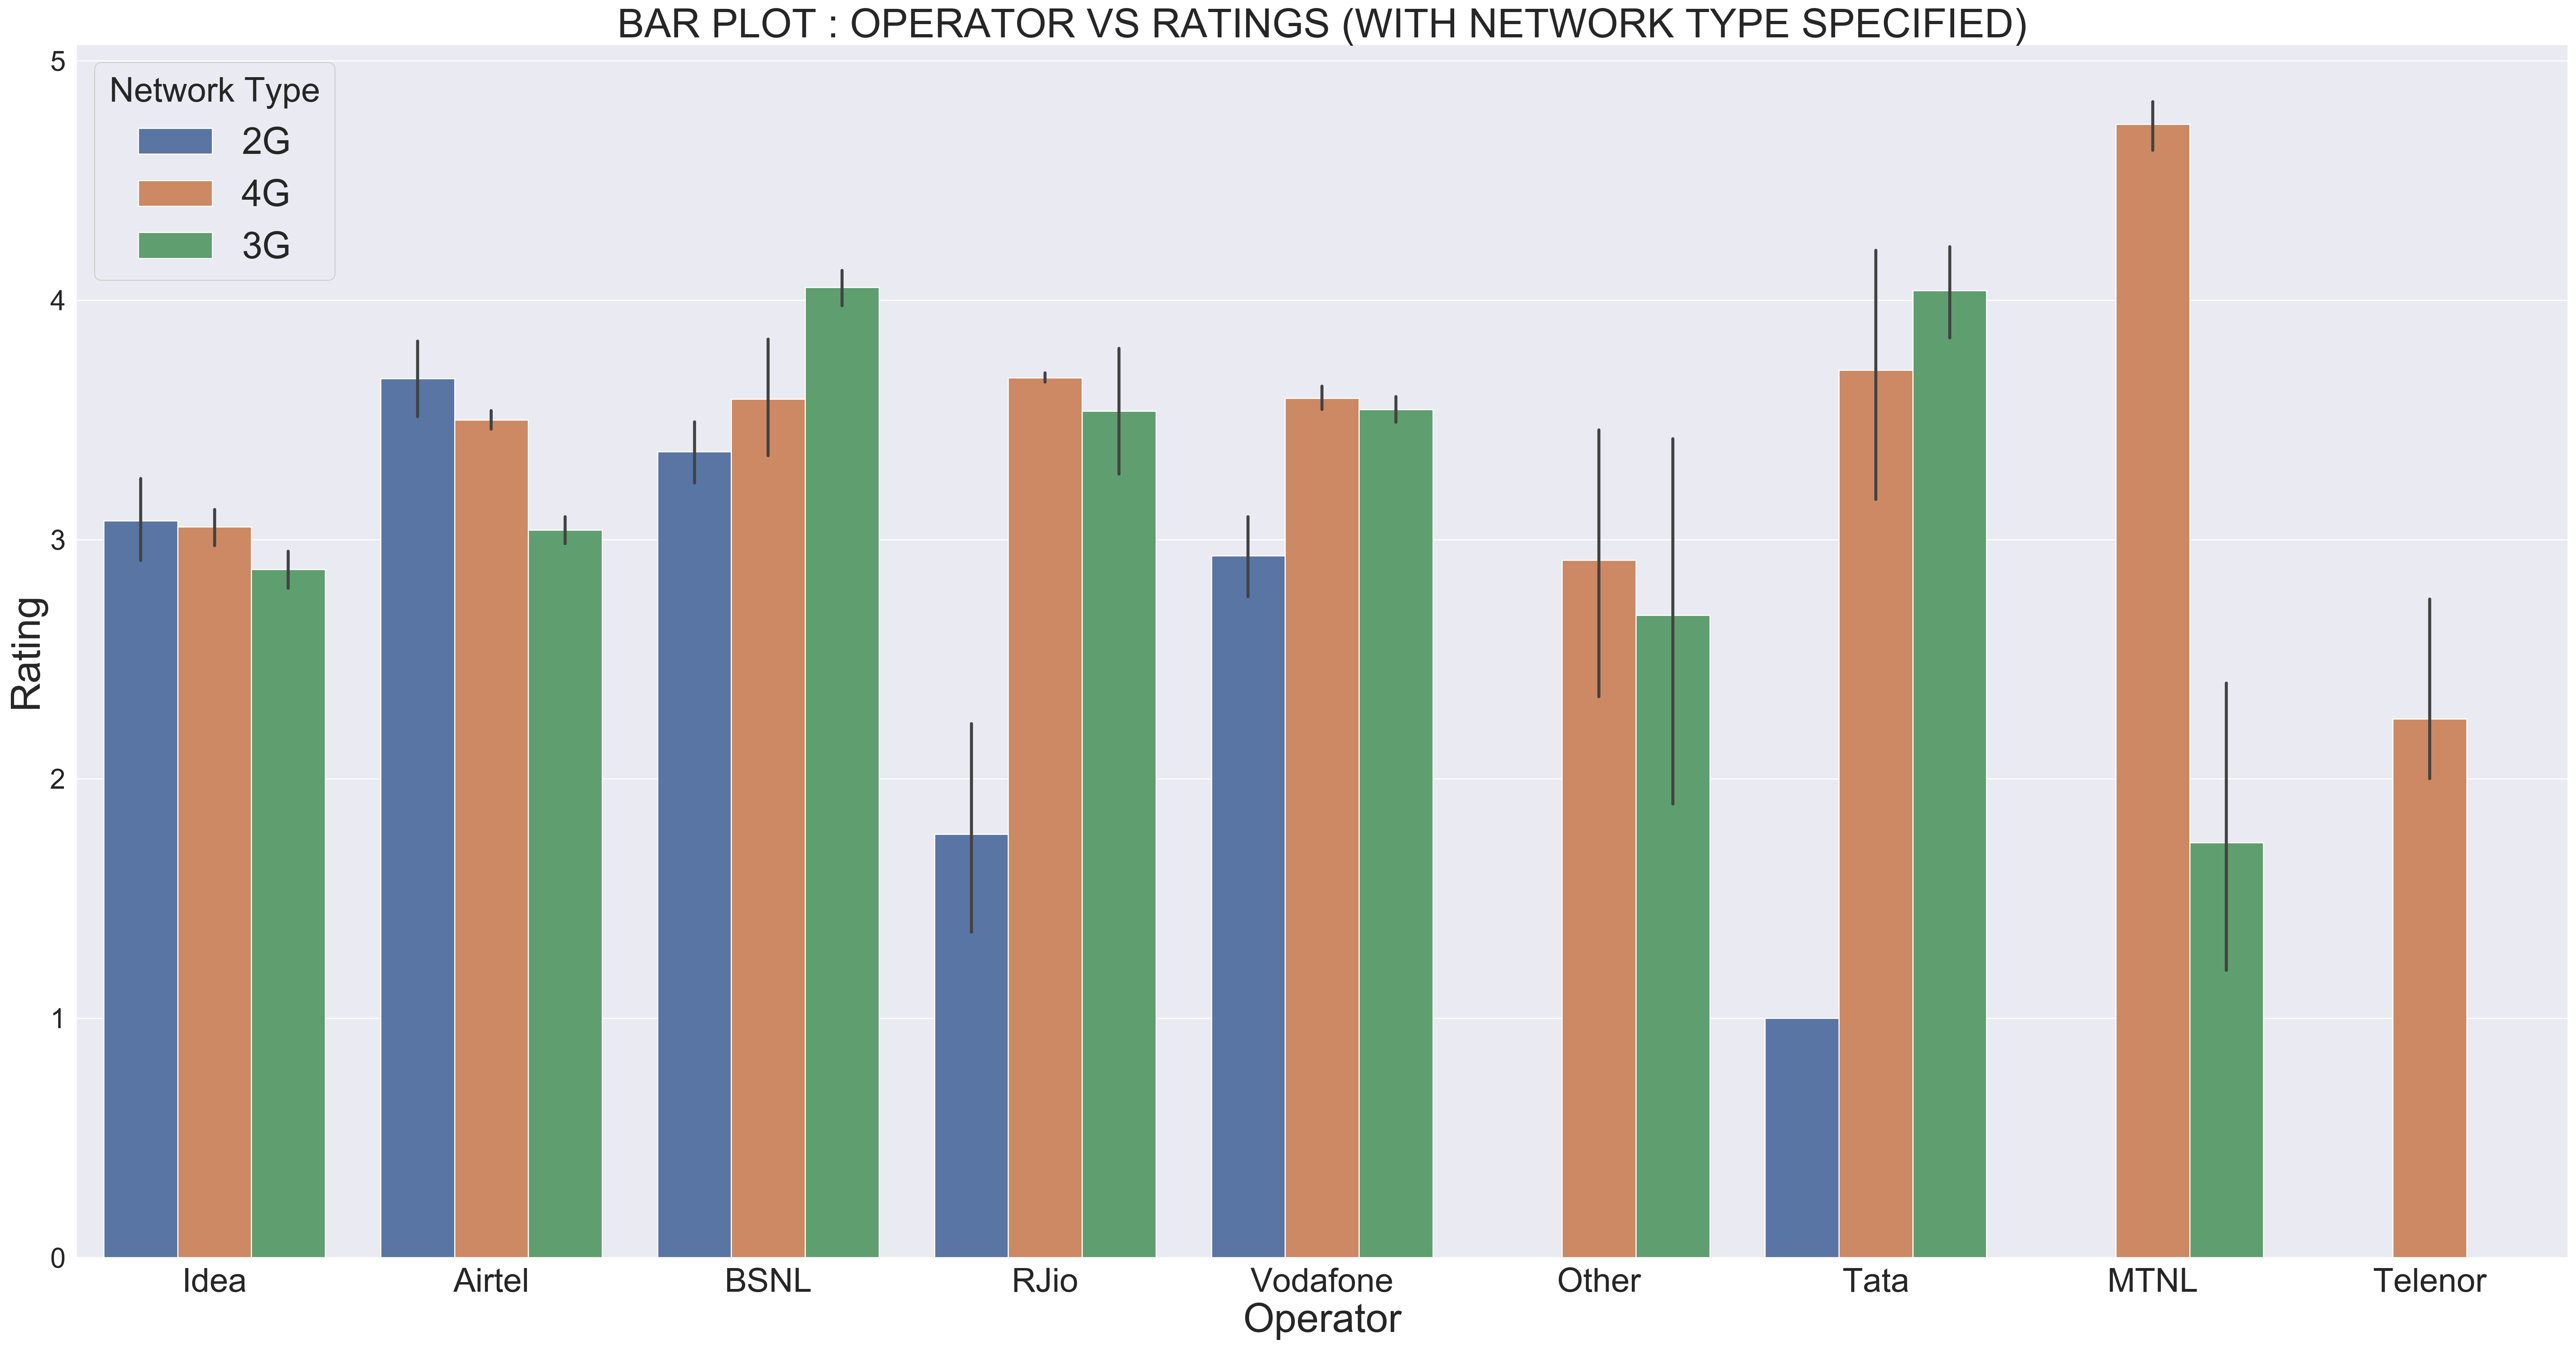 BAR PLOT : OPERATOR VS RATINGS (WITH NETWORK TYPE SPECIFIED)
Network Type
2G
4G
3G
5
4
3
2
1
0
Rating
Idea Airtel BSNL RJio Vodafone Other Tata MTNL Telenor
Operator